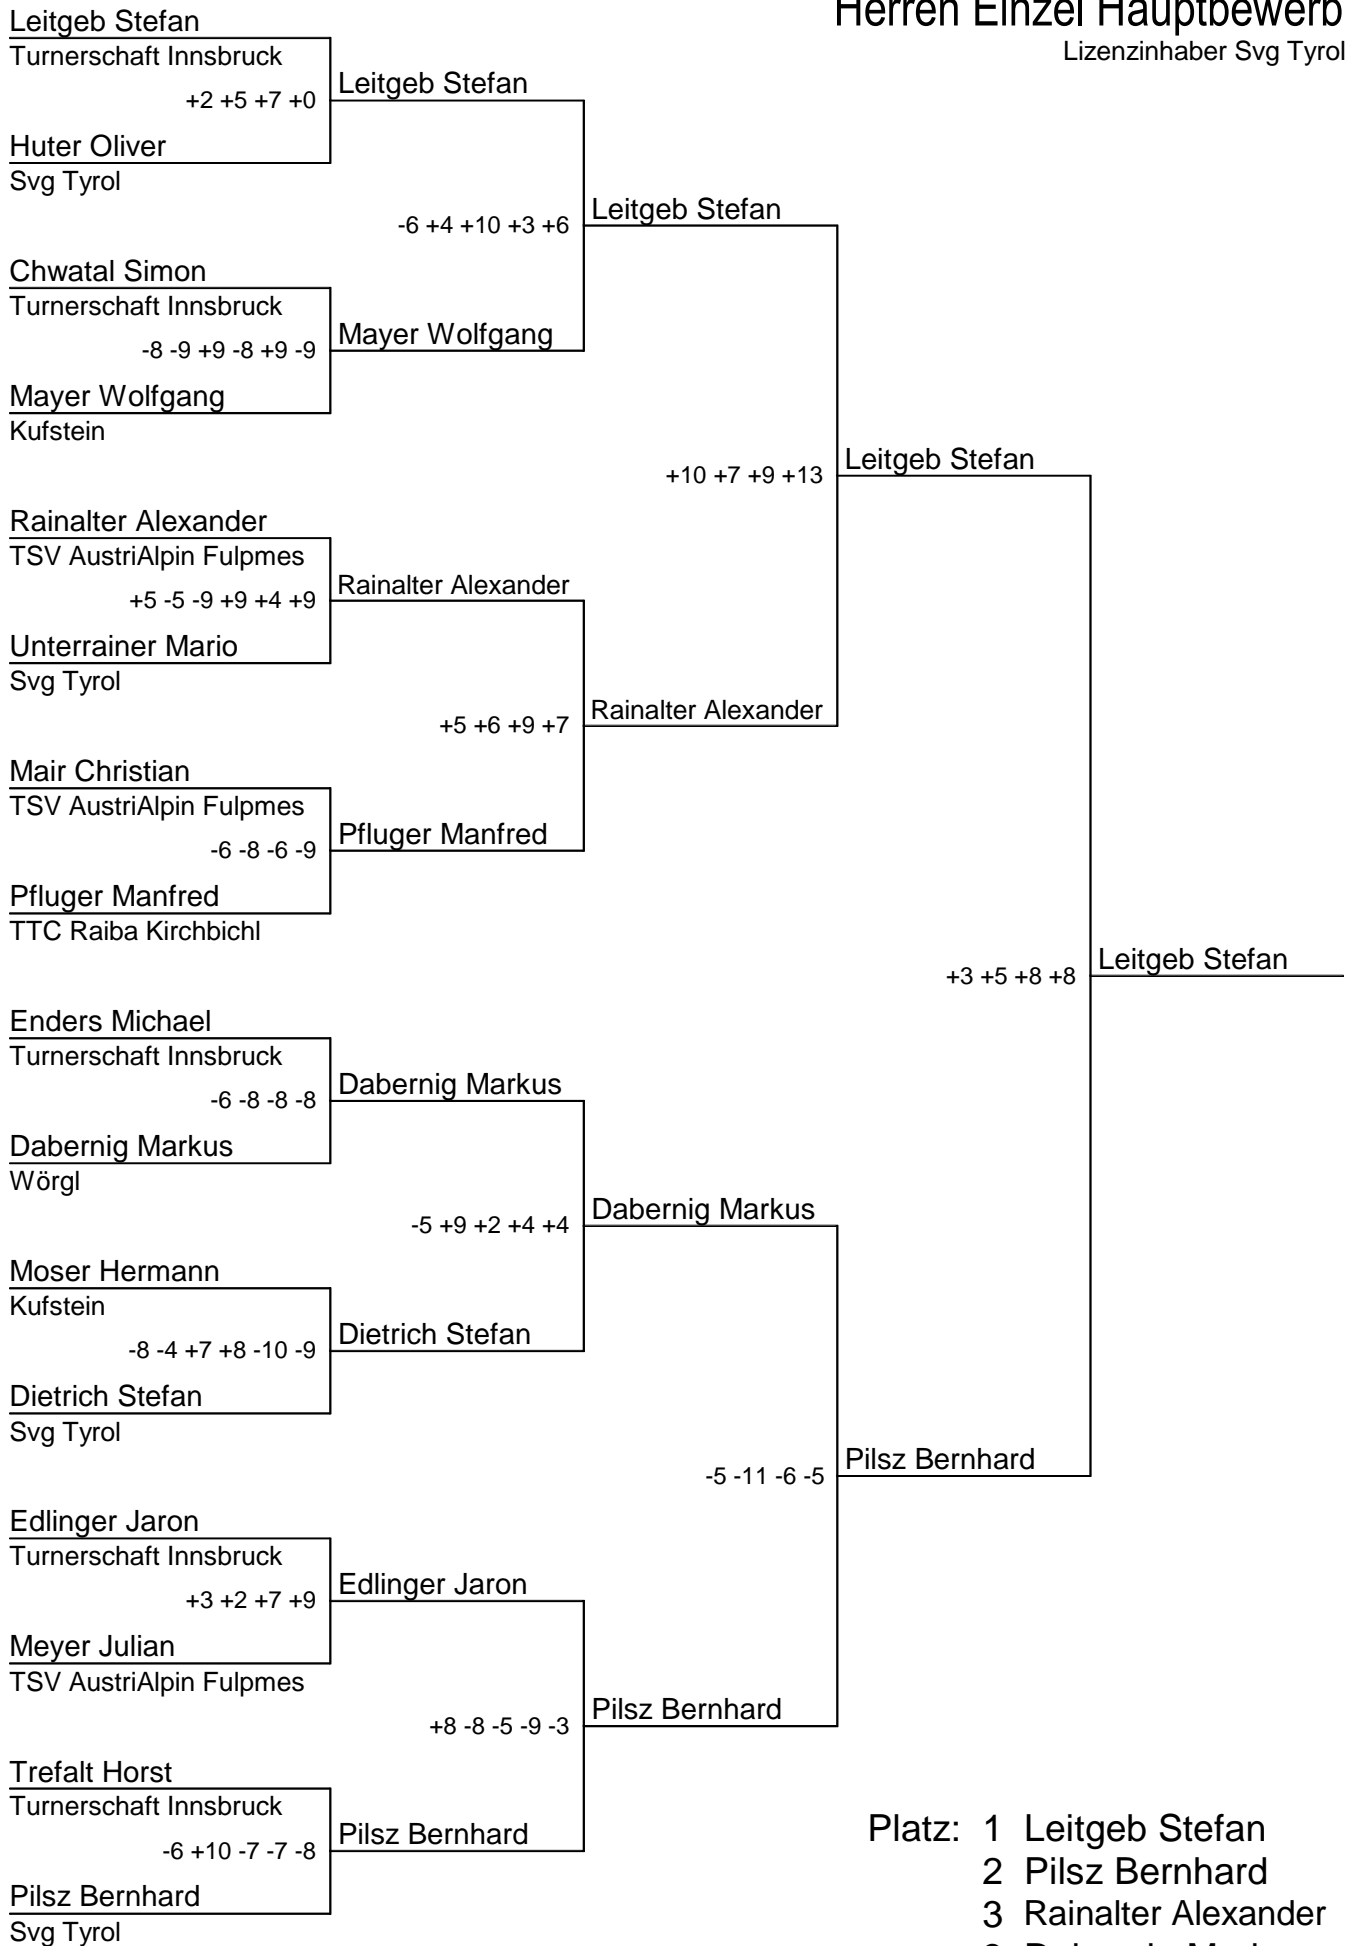 Herren Einzel Hauptbewerb
Lizenzinhaber Svg Tyrol
Leitgeb Stefan
Turnerschaft Innsbruck
+2 +5 +7 +0
Leitgeb Stefan
Huter Oliver
Svg Tyrol
-6 +4 +10 +3 +6
Leitgeb Stefan
Chwatal Simon
Turnerschaft Innsbruck
-8 -9 +9 -8 +9 -9
Mayer Wolfgang
Mayer Wolfgang
Kufstein
+10 +7 +9 +13
Leitgeb Stefan
Rainalter Alexander
TSV AustriAlpin Fulpmes
+5 -5 -9 +9 +4 +9
Rainalter Alexander
Unterrainer Mario
Svg Tyrol
+5 +6 +9 +7
Rainalter Alexander
Mair Christian
TSV AustriAlpin Fulpmes
-6 -8 -6 -9
Pfluger Manfred
Pfluger Manfred
TTC Raiba Kirchbichl
+3 +5 +8 +8
Leitgeb Stefan
Enders Michael
Turnerschaft Innsbruck
-6 -8 -8 -8
Dabernig Markus
Dabernig Markus
Wörgl
-5 +9 +2 +4 +4
Dabernig Markus
Moser Hermann
Kufstein
-8 -4 +7 +8 -10 -9
Dietrich Stefan
Dietrich Stefan
Svg Tyrol
-5 -11 -6 -5
Pilsz Bernhard
Edlinger Jaron
Turnerschaft Innsbruck
+3 +2 +7 +9
Edlinger Jaron
Meyer Julian
TSV AustriAlpin Fulpmes
+8 -8 -5 -9 -3
Pilsz Bernhard
Trefalt Horst
Turnerschaft Innsbruck
-6 +10 -7 -7 -8
Pilsz Bernhard
Pilsz Bernhard
Svg Tyrol
Platz: 1 Leitgeb Stefan
2 Pilsz Bernhard
3 Rainalter Alexander